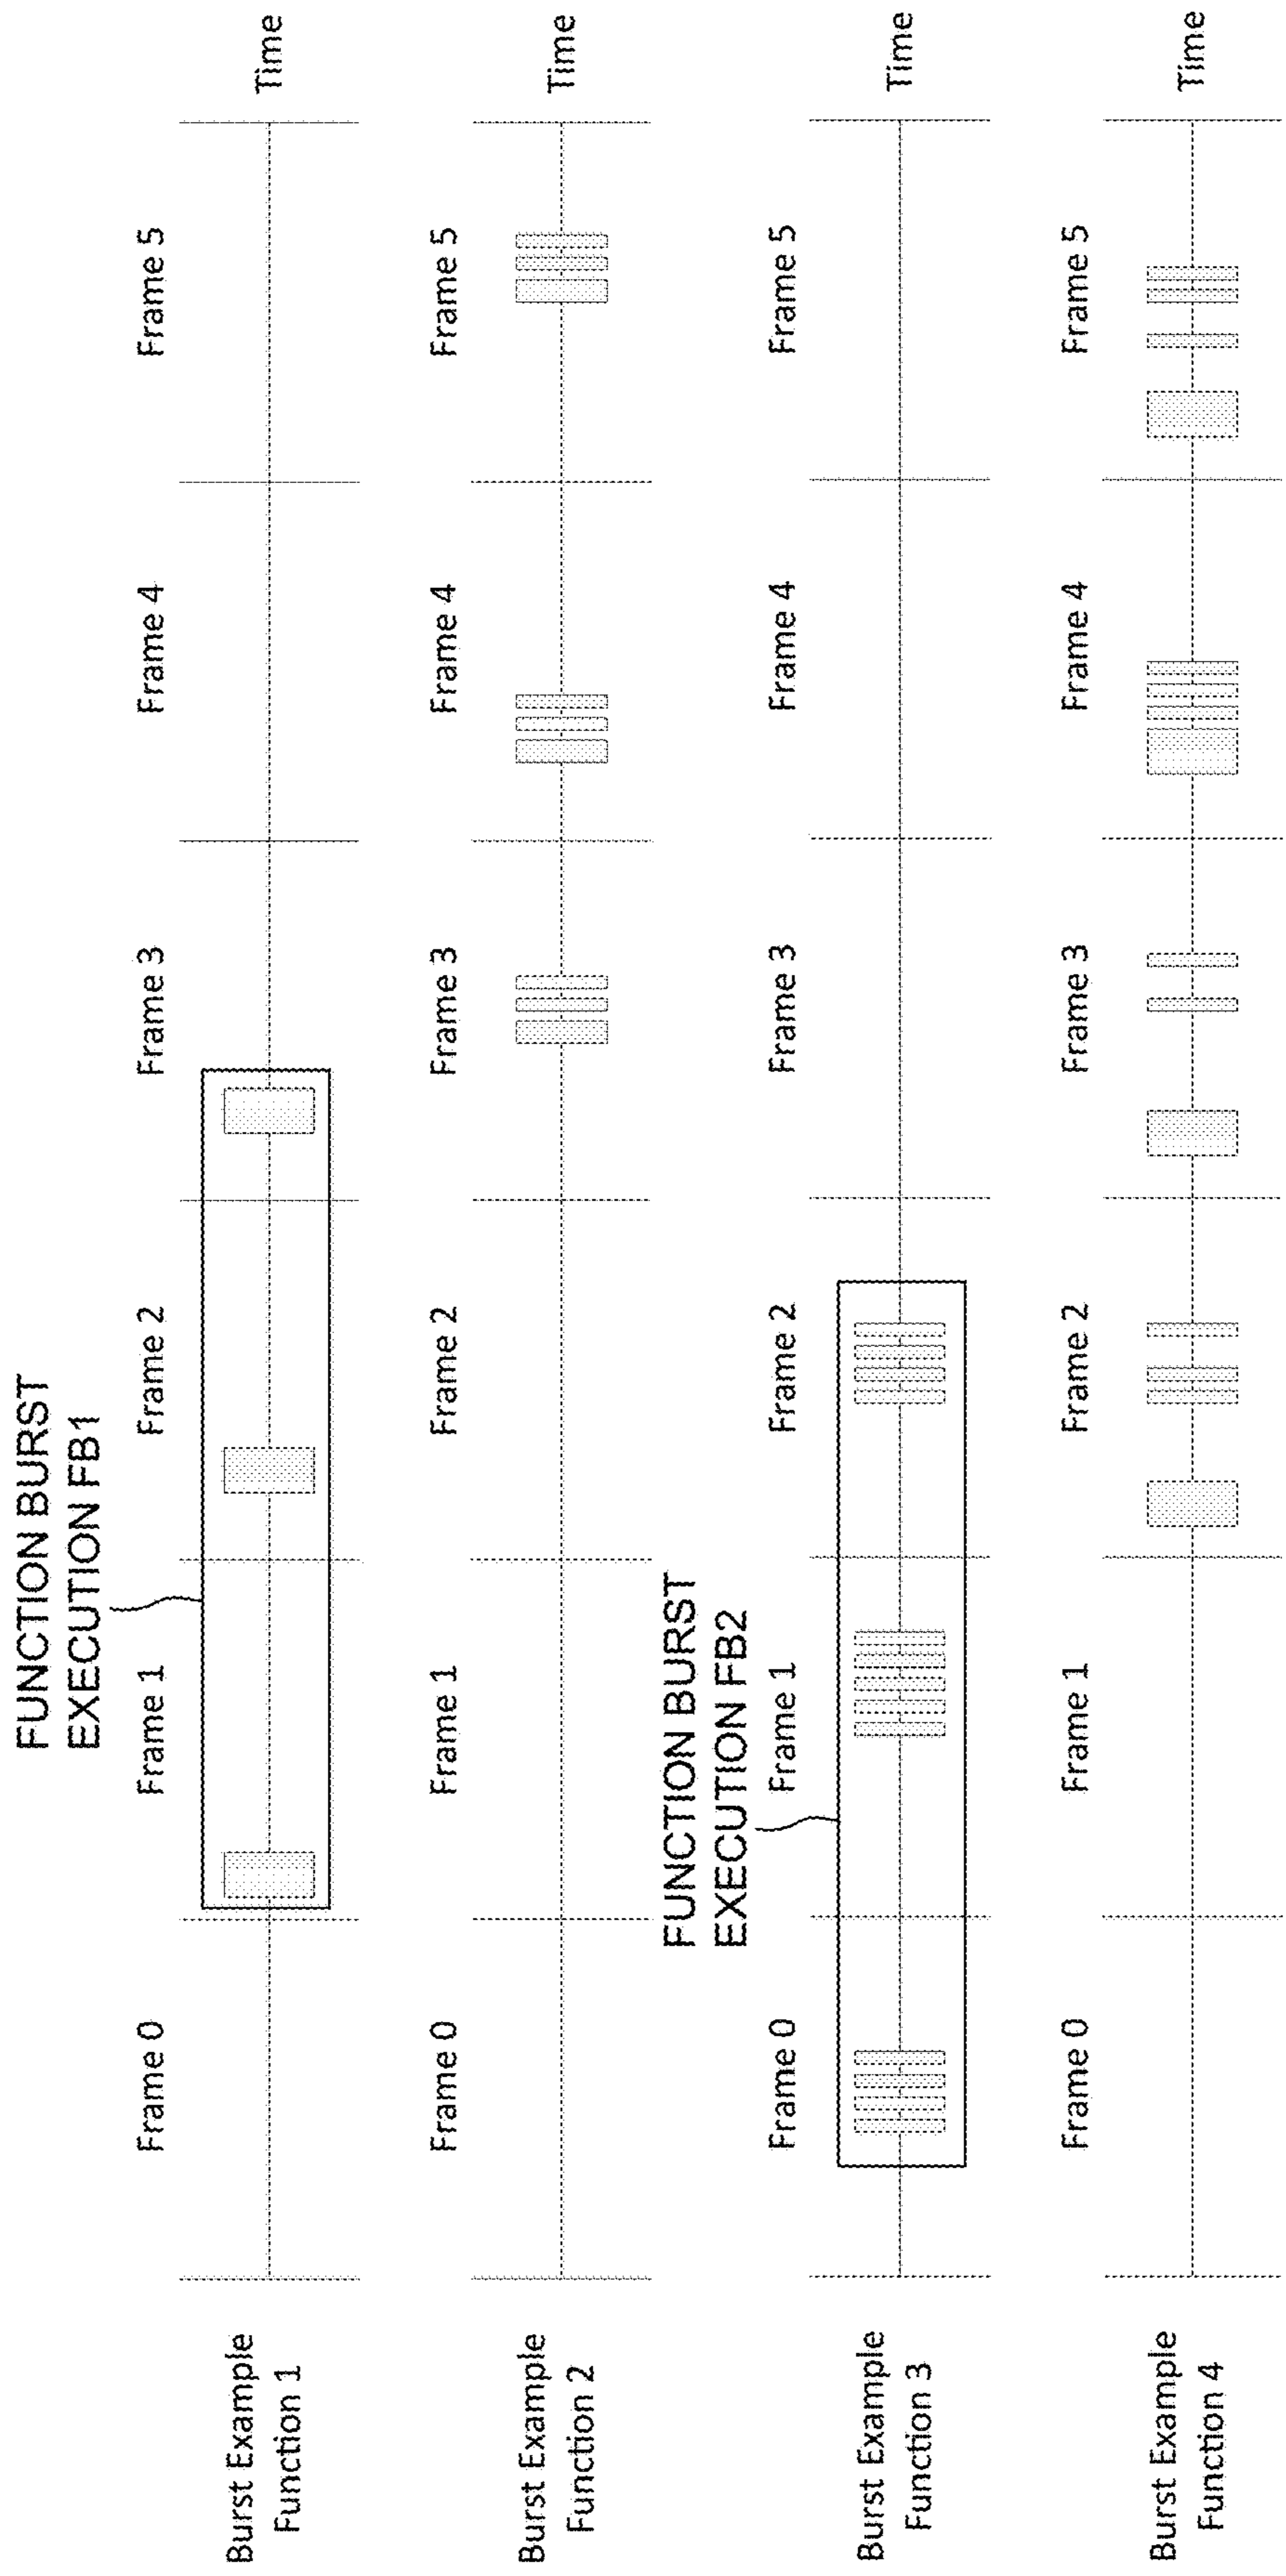 FUNCTION BURST
EXECUTION FB1
Frame 0 Frame 1 Frame 2 Frame 3 Frame 4 Frame 5
Burst Example
Function 1
Time
Frame 0 Frame 1 Frame 2 Frame 3 Frame 4 Frame 5
Burst Example
Function 2
Time
FUNCTION BURST
EXECUTION FB2
Frame 0 Frame 1 Frame 2 Frame 3 Frame 4 Frame 5
Burst Example
Function 3
Time
Frame 0 Frame 1 Frame 2 Frame 3 Frame 4 Frame 5
Burst Example
Function 4
Time